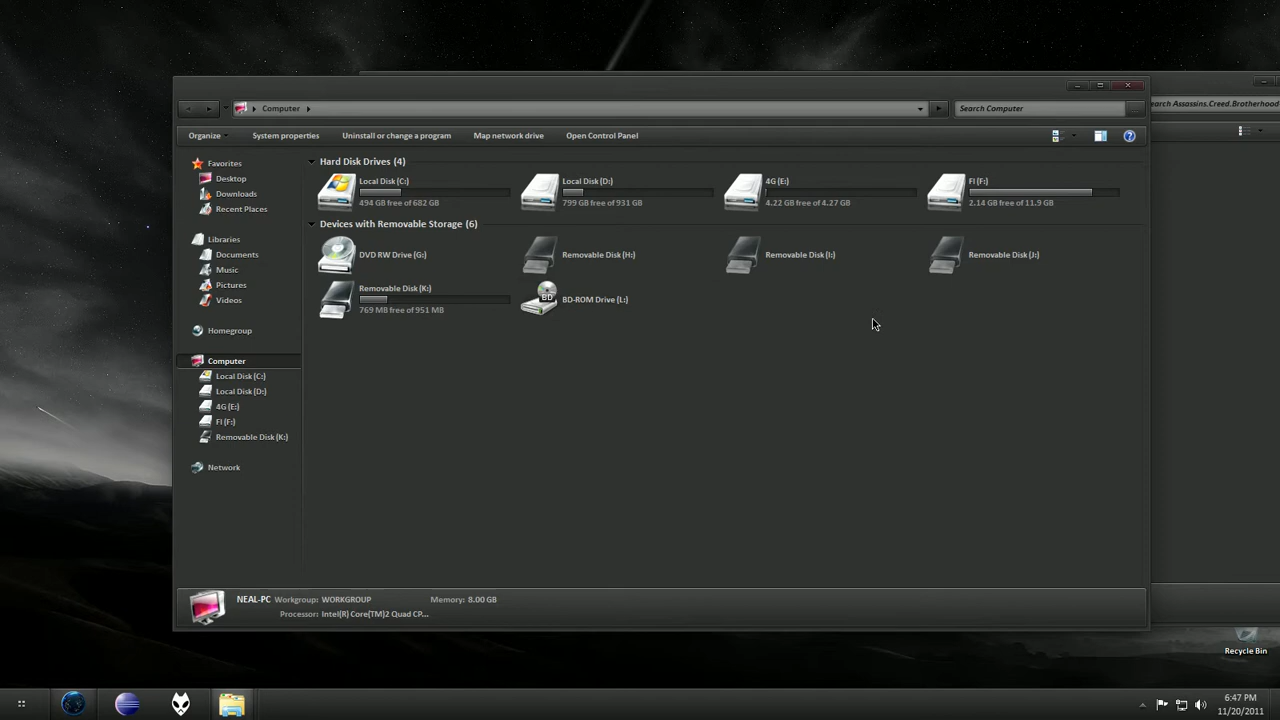 Computer
Search Computer
earch Assassins.Creed.Brotherhood
Organize
System properties
Uninstall or change a program
Map network drive
Open Control Panel
Favorites
Desktop
Downloads
Recent Places
Libraries
Documents
Music
Pictures
Videos
Homegroup
Computer
Local Disk (C:)
Local Disk (D:)
4G (E:)
FI (F:)
Removable Disk (K:)
Network
Hard Disk Drives (4)
Local Disk (C:)
494 GB free of 682 GB
Local Disk (D:)
799 GB free of 931 GB
4G (E:)
4.22 GB free of 4.27 GB
FI (F:)
2.14 GB free of 11.9 GB
Devices with Removable Storage (6)
DVD RW Drive (G:)
Removable Disk (H:)
Removable Disk (I:)
Removable Disk (J:)
Removable Disk (K:)
769 MB free of 951 MB
BD
BD-ROM Drive (L:)
NEAL-PC Workgroup: WORKGROUP Memory: 8.00 GB
Processor: Intel(R) Core(TM)2 Quad CP...
Recycle Bin
6:47 PM
11/20/2011